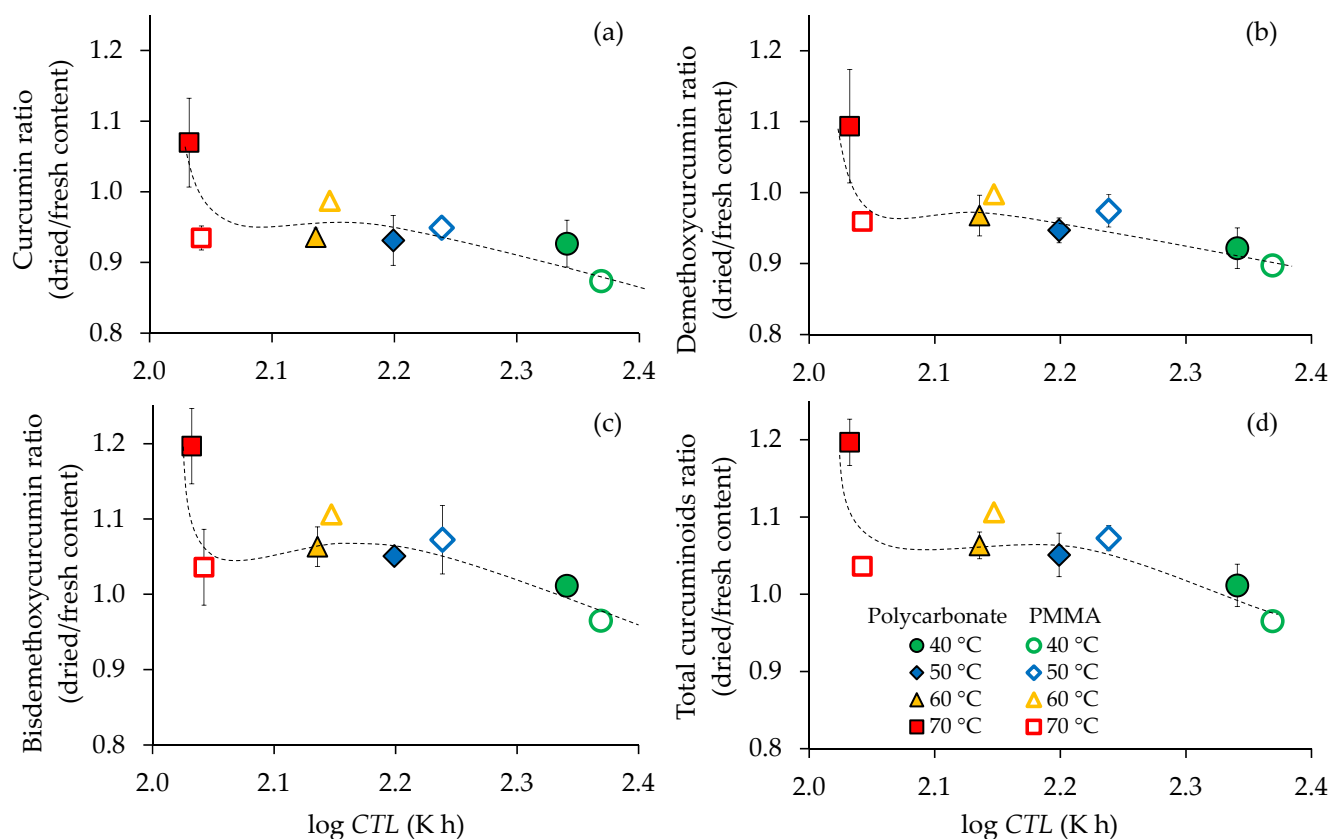 (a)
Curcumin ratio
(dried/fresh content)
1.2
1.1
1.0
0.9
0.8
2.0 2.1 2.2 2.3 2.4
(b)
Demethoxycurcumin ratio
(dried/fresh content)
1.2
1.1
1.0
0.9
0.8
2.0 2.1 2.2 2.3 2.4
(c)
Bisdemethoxycurcumin ratio
(dried/fresh content)
1.2
1.1
1.0
0.9
0.8
2.0 2.1 2.2 2.3 2.4
log CTL (K h)
(d)
Total curcuminoids ratio
(dried/fresh content)
1.2
1.1
1.0
0.9
0.8
Polycarbonate PMMA
40 °C 40 °C
50 °C 50 °C
60 °C 60 °C
70 °C 70 °C
2.0 2.1 2.2 2.3 2.4
log CTL (K h)